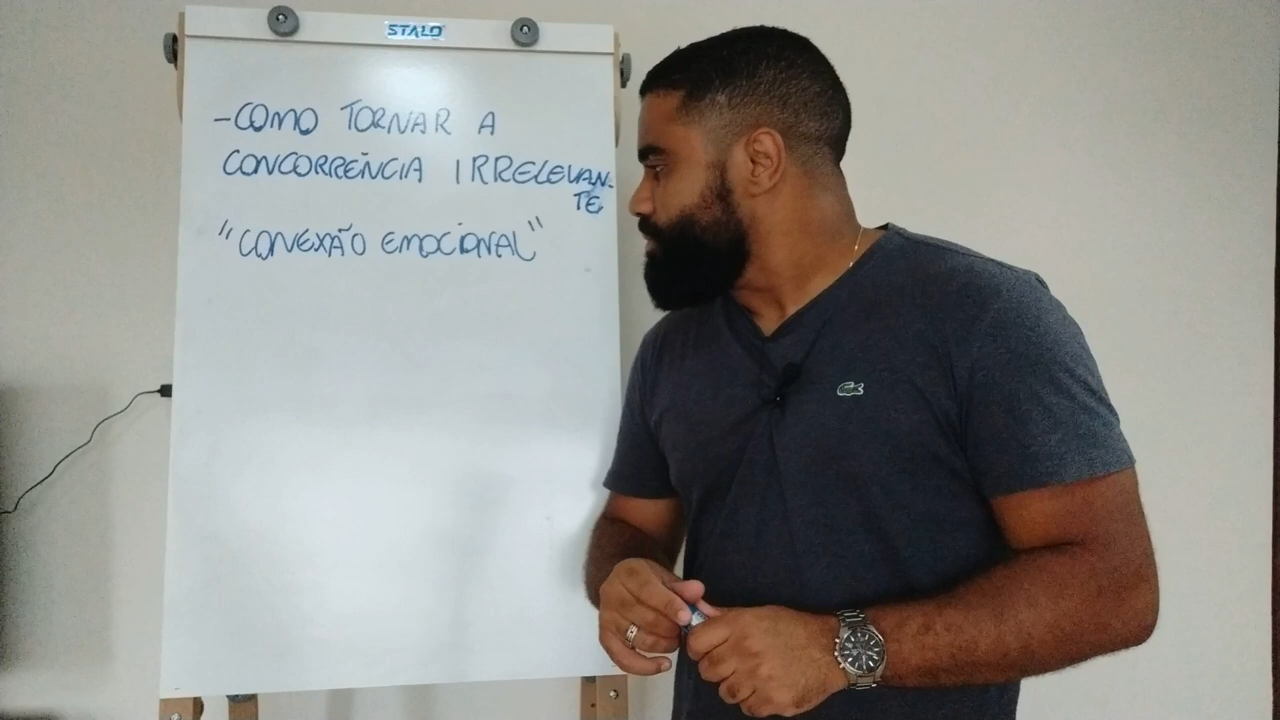 STALO
-COMO TORNAR A
CONCORRÊNCIA IRRELEVAN-
TE
"CONEXÃO EMOCIONAL"